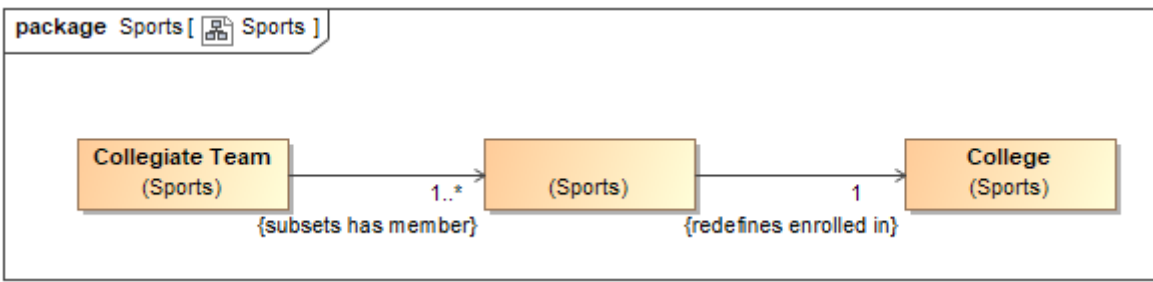 package Sports [ Sports ]
Collegiate Team
(Sports)
(Sports)
College
(Sports)
1..*
1
{subsets has member}
{redefines enrolled in}